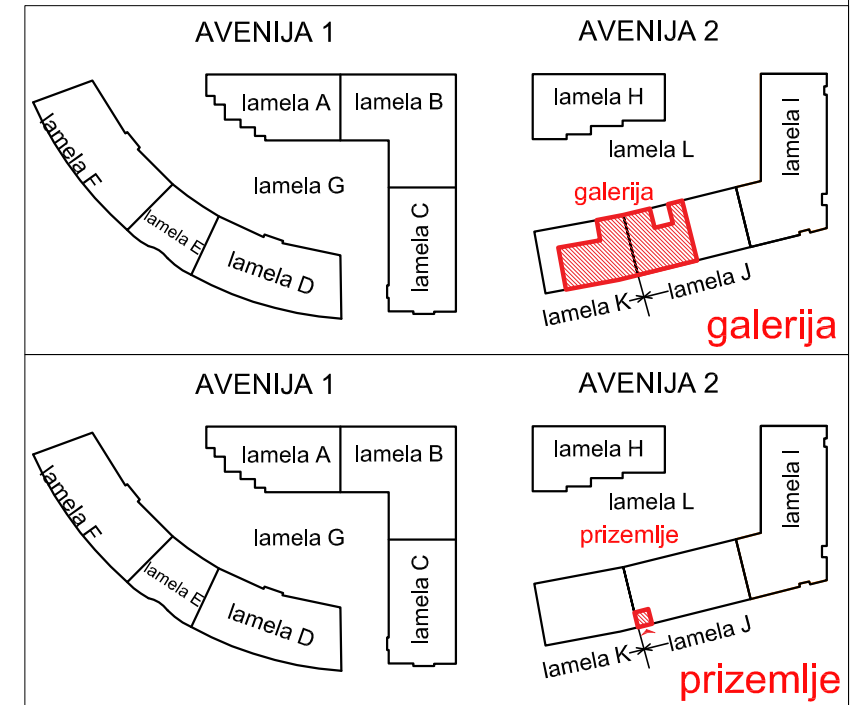 AVENIJA 1
AVENIJA 2
lamela F
lamela A
lamela B
lamela G
lamela E
lamela D
lamela C
lamela H
lamela I
lamela L
galerija
lamela K
lamela J
galerija
AVENIJA 1
AVENIJA 2
lamela F
lamela A
lamela B
lamela G
lamela E
lamela D
lamela C
lamela H
lamela I
lamela L
prizemlje
lamela K
lamela J
prizemlje